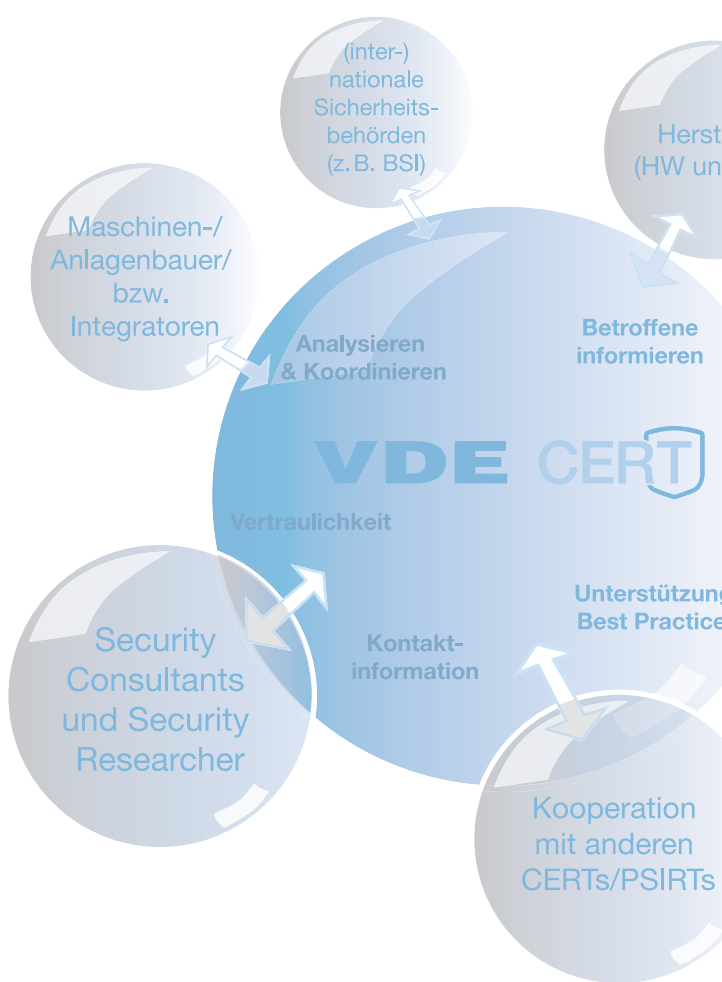 (inter-)
nationale
Sicherheits-
behörden
(z. B. BSI)
Herst
(HW un
Maschinen-/
Anlagenbauer/
bzw.
Integratoren
Analysieren
& Koordinieren
Betroffene
informieren
VDE CERT
Vertraulichkeit
Unterstützung
Best Practice
Kontakt-
information
Security
Consultants
und Security
Researcher
Kooperation
mit anderen
CERTs/PSIRTs